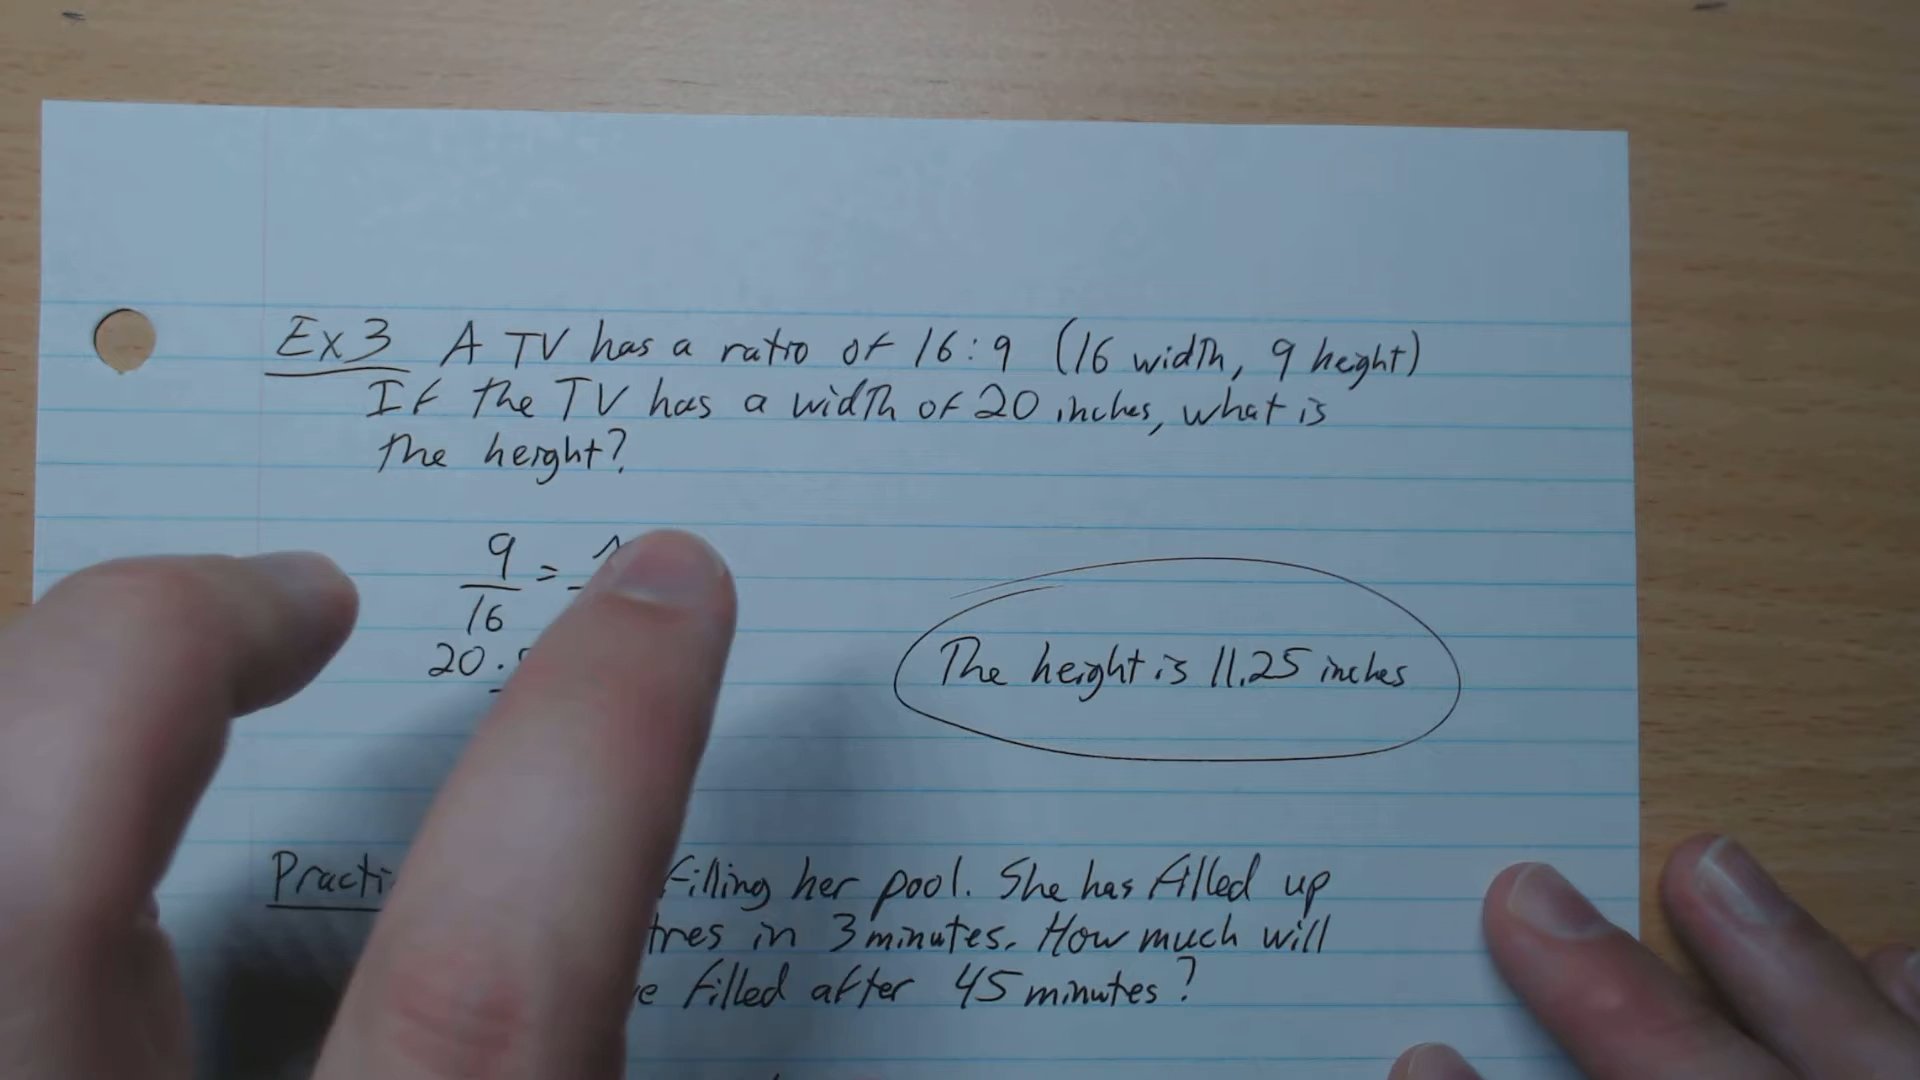 Ex 3 A TV has a ratio of 16:9 (16 width, 9 height)
If the TV has a width of 20 inches, what is
the height?
9 =
16
20 ·
The height is 11.25 inches
filling her pool. She has filled up
in 3 minutes. How much will
filled after 45 minutes?